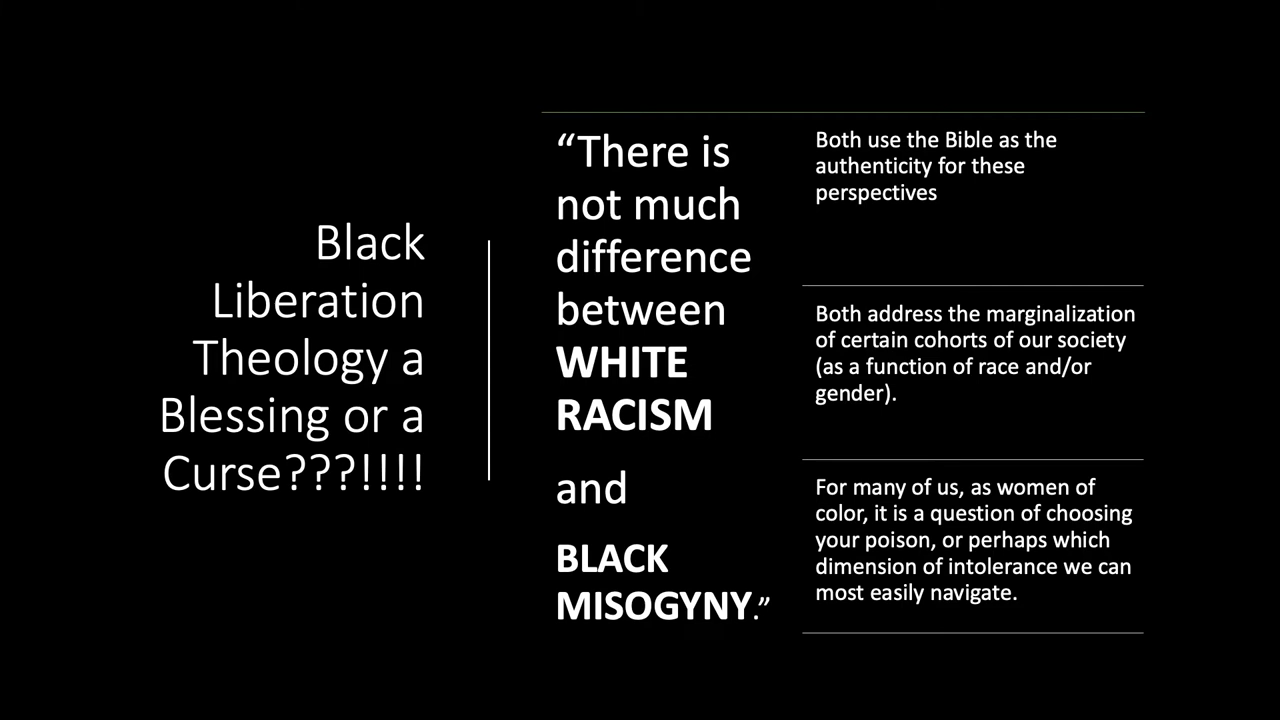 Black
Liberation
Theology a
Blessing or a
Curse???!!!!
“There is
not much
difference
between
WHITE
RACISM
and
BLACK
MISOGYNY.”
Both use the Bible as the
authenticity for these
perspectives
Both address the marginalization
of certain cohorts of our society
(as a function of race and/or
gender).
For many of us, as women of
color, it is a question of choosing
your poison, or perhaps which
dimension of intolerance we can
most easily navigate.